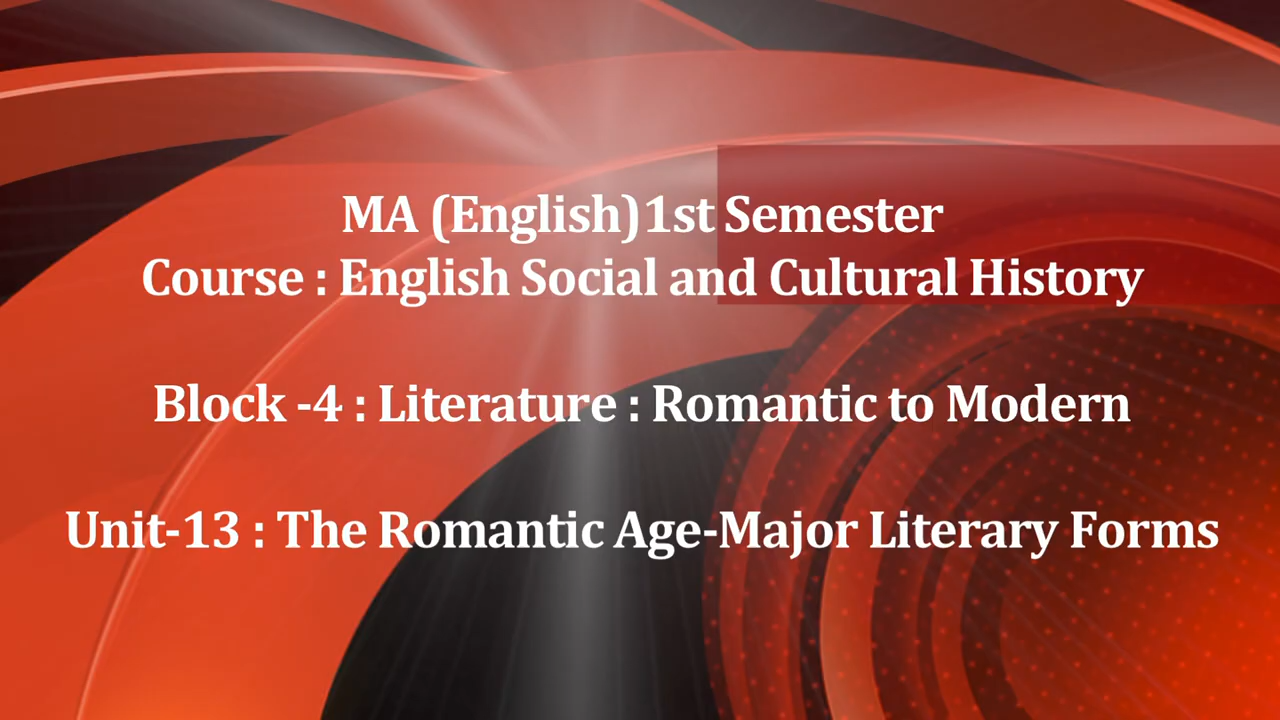 MA (English)1st Semester
Course : English Social and Cultural History
Block -4 : Literature : Romantic to Modern
Unit-13 : The Romantic Age-Major Literary Forms